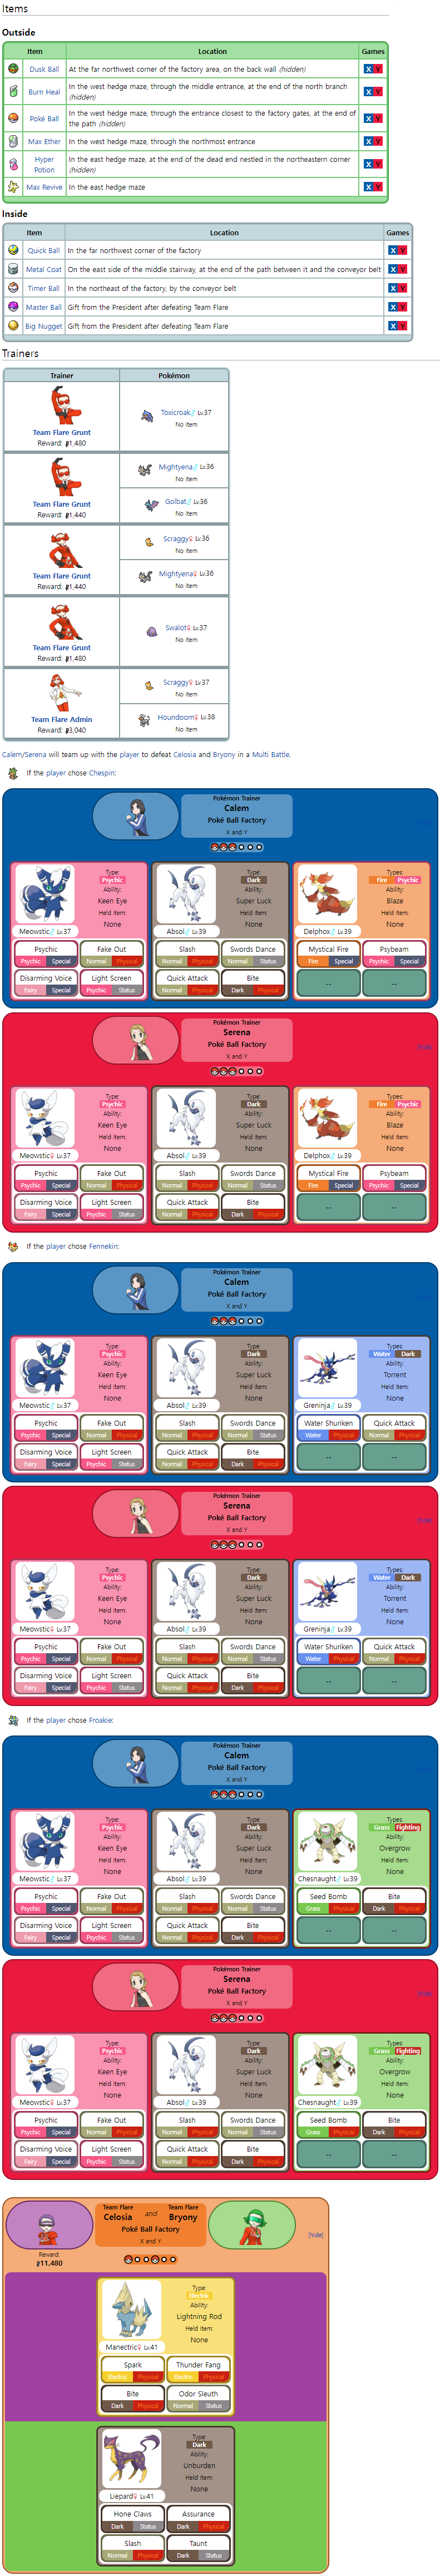 Items
Outside
Item Location Games
Dusk Ball At the far northwest corner of the factory area, on the back wall (hidden) X Y
Burn Heal In the west hedge maze, through the middle entrance, at the end of the north branch (hidden) X Y
Poké Ball In the west hedge maze, through the entrance closest to the factory gates, at the end of the path (hidden) X Y
Max Ether In the west hedge maze, through the northmost entrance X Y
Hyper Potion In the east hedge maze, at the end of the dead end nestled in the northeastern corner (hidden) X Y
Max Revive In the east hedge maze X Y
Inside
Item Location Games
Quick Ball In the far northwest corner of the factory X Y
Metal Coat On the east side of the middle stairway, at the end of the path between it and the conveyor belt X Y
Timer Ball In the northeast of the factory, by the conveyor belt X Y
Master Ball Gift from the President after defeating Team Flare X Y
Big Nugget Gift from the President after defeating Team Flare X Y
Trainers
Trainer Pokémon
Team Flare Grunt
Reward: 1,480
Toxicroak♂ Lv.37
No item
Team Flare Grunt
Reward: 1,440
Mightyena♂ Lv.36
No item
Golbat♂ Lv.36
No item
Team Flare Grunt
Reward: 1,440
Scraggy♀ Lv.36
No item
Mightyena♀ Lv.36
No item
Team Flare Grunt
Reward: 1,480
Swalot♀ Lv.37
No item
Team Flare Admin
Reward: 3,040
Scraggy♀ Lv.37
No item
Houndoom♀ Lv.38
No item
Calem/Serena will team up with the player to defeat Celosia and Bryony in a Multi Battle.
If the player chose Chespin:
Pokémon Trainer
Calem
Poké Ball Factory
X and Y
Type:
Psychic
Ability:
Keen Eye
Held item:
None
Meowstic♂ Lv.37
Psychic Fake Out
Psychic Special Normal Physical
Disarming Voice Light Screen
Fairy Special Psychic Status
Type:
Dark
Ability:
Super Luck
Held item:
None
Absol♂ Lv.39
Slash Swords Dance
Normal Physical Normal Status
Quick Attack Bite
Normal Physical Dark Physical
Types:
Fire Psychic
Ability:
Blaze
Held item:
None
Delphox♂ Lv.39
Mystical Fire Psybeam
Fire Special Psychic Special
-- --
Pokémon Trainer
Serena
Poké Ball Factory
X and Y
[hide]
Type:
Psychic
Ability:
Keen Eye
Held item:
None
Meowstic♀ Lv.37
Psychic Fake Out
Psychic Special Normal Physical
Disarming Voice Light Screen
Fairy Special Psychic Status
Type:
Dark
Ability:
Super Luck
Held item:
None
Absol♂ Lv.39
Slash Swords Dance
Normal Physical Normal Status
Quick Attack Bite
Normal Physical Dark Physical
Types:
Fire Psychic
Ability:
Blaze
Held item:
None
Delphox♂ Lv.39
Mystical Fire Psybeam
Fire Special Psychic Special
-- --
If the player chose Fennekin:
Pokémon Trainer
Calem
Poké Ball Factory
X and Y
Type:
Psychic
Ability:
Keen Eye
Held item:
None
Meowstic♂ Lv.37
Psychic Fake Out
Psychic Special Normal Physical
Disarming Voice Light Screen
Fairy Special Psychic Status
Type:
Dark
Ability:
Super Luck
Held item:
None
Absol♂ Lv.39
Slash Swords Dance
Normal Physical Normal Status
Quick Attack Bite
Normal Physical Dark Physical
Types:
Water Dark
Ability:
Torrent
Held item:
None
Greninja♂ Lv.39
Water Shuriken Quick Attack
Water Physical Normal Physical
-- --
Pokémon Trainer
Serena
Poké Ball Factory
X and Y
[hide]
Type:
Psychic
Ability:
Keen Eye
Held item:
None
Meowstic♀ Lv.37
Psychic Fake Out
Psychic Special Normal Physical
Disarming Voice Light Screen
Fairy Special Psychic Status
Type:
Dark
Ability:
Super Luck
Held item:
None
Absol♂ Lv.39
Slash Swords Dance
Normal Physical Normal Status
Quick Attack Bite
Normal Physical Dark Physical
Types:
Water Dark
Ability:
Torrent
Held item:
None
Greninja♂ Lv.39
Water Shuriken Quick Attack
Water Physical Normal Physical
-- --
If the player chose Froakie:
Pokémon Trainer
Calem
Poké Ball Factory
X and Y
Type:
Psychic
Ability:
Keen Eye
Held item:
None
Meowstic♂ Lv.37
Psychic Fake Out
Psychic Special Normal Physical
Disarming Voice Light Screen
Fairy Special Psychic Status
Type:
Dark
Ability:
Super Luck
Held item:
None
Absol♂ Lv.39
Slash Swords Dance
Normal Physical Normal Status
Quick Attack Bite
Normal Physical Dark Physical
Types:
Grass Fighting
Ability:
Overgrow
Held item:
None
Chesnaught♂ Lv.39
Seed Bomb Bite
Grass Physical Dark Physical
-- --
Pokémon Trainer
Serena
Poké Ball Factory
X and Y
[hide]
Type:
Psychic
Ability:
Keen Eye
Held item:
None
Meowstic♀ Lv.37
Psychic Fake Out
Psychic Special Normal Physical
Disarming Voice Light Screen
Fairy Special Psychic Status
Type:
Dark
Ability:
Super Luck
Held item:
None
Absol♂ Lv.39
Slash Swords Dance
Normal Physical Normal Status
Quick Attack Bite
Normal Physical Dark Physical
Types:
Grass Fighting
Ability:
Overgrow
Held item:
None
Chesnaught♂ Lv.39
Seed Bomb Bite
Grass Physical Dark Physical
-- --
Team Flare Team Flare
Celosia and Bryony
Poké Ball Factory
[hide]
Reward:
11,480
Type:
Electric
Ability:
Lightning Rod
Held item:
None
Manectric♀ Lv.41
Spark Thunder Fang
Electric Physical Electric Physical
Bite Odor Sleuth
Dark Physical Normal Status
Type:
Dark
Ability:
Unburden
Held item:
None
Liepard♀ Lv.41
Hone Claws Assurance
Dark Status Dark Physical
Slash Taunt
Normal Physical Dark Status